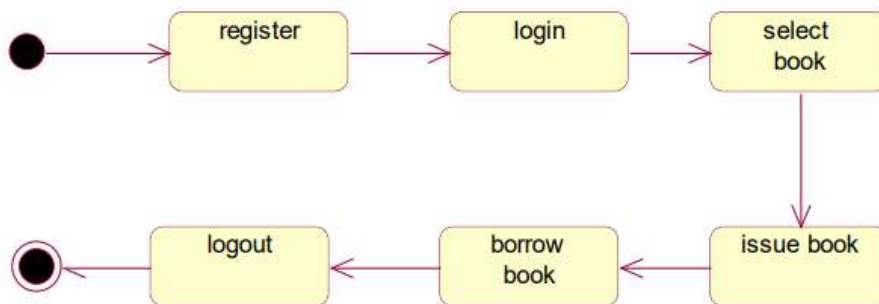 register
login
select
book
logout
borrow
book
issue book